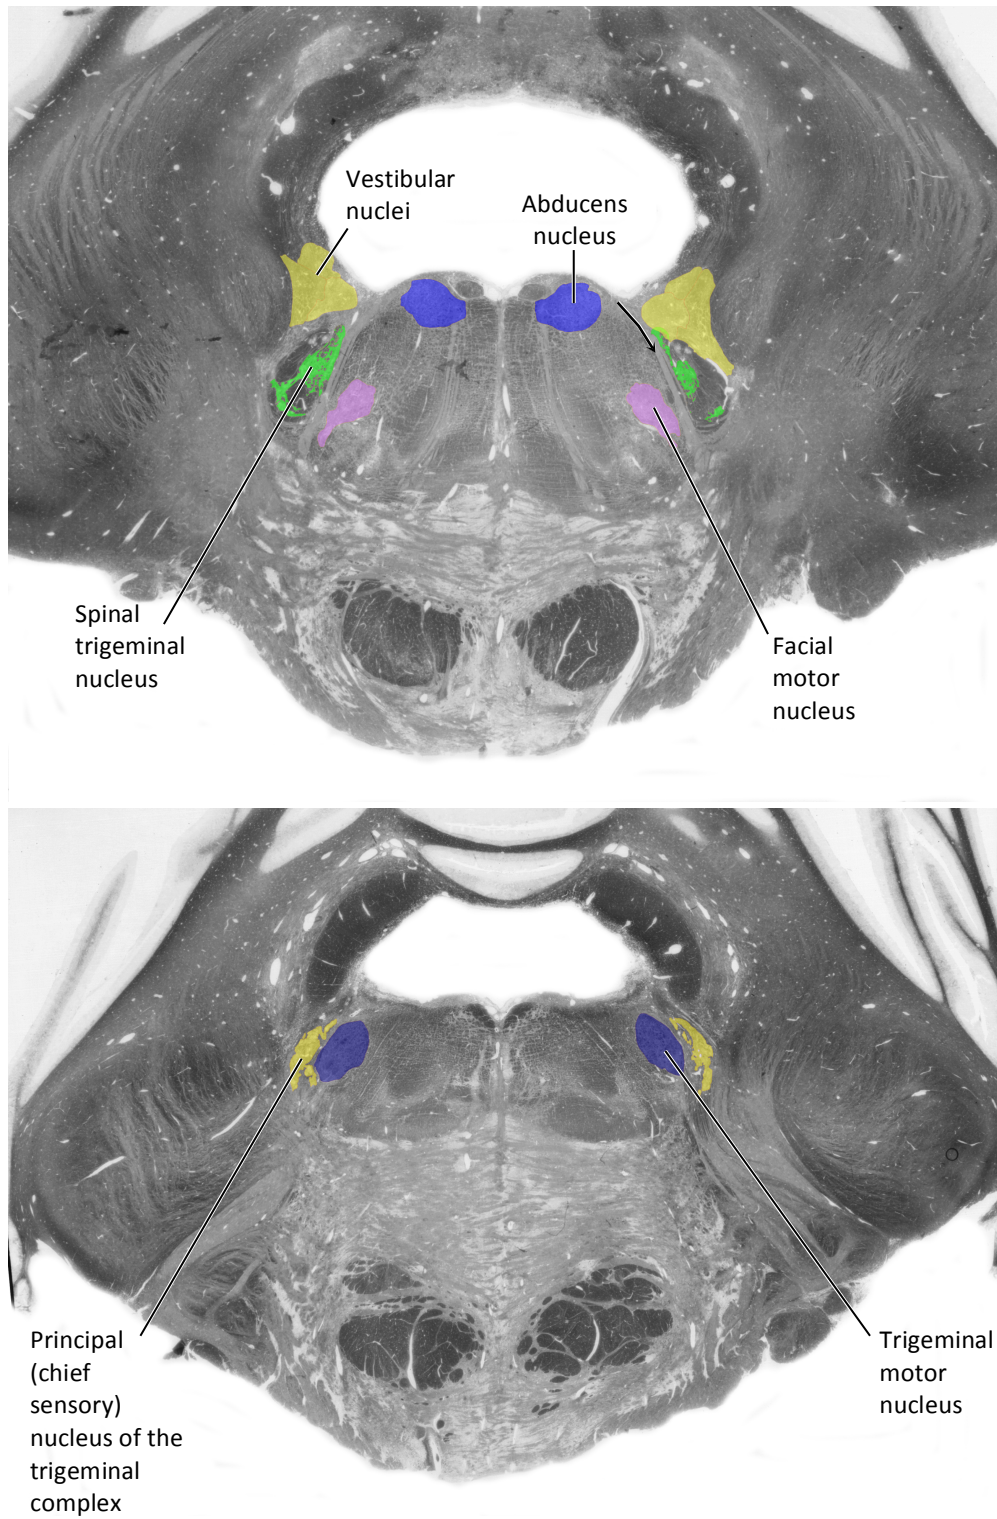 Vestibular
nuclei
Abducens
nucleus
Spinal
trigeminal
nucleus
Facial
motor
nucleus
Principal
(chief
sensory)
nucleus of the
trigeminal
complex
Trigeminal
motor
nucleus